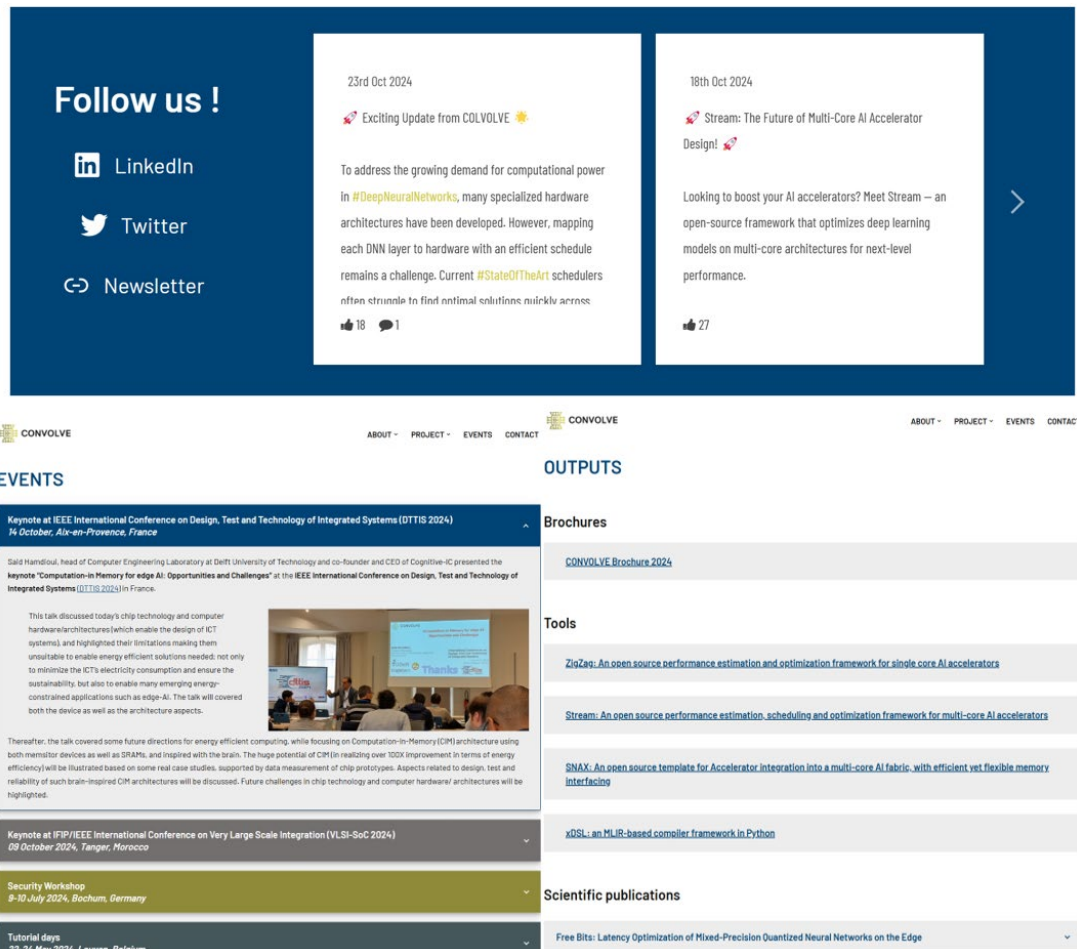 Follow us !
LinkedIn
Twitter
Newsletter
23rd Oct 2024
🚀 Exciting Update from COLVOLVE 🌟
To address the growing demand for computational power
in #DeepNeuralNetworks, many specialized hardware
architectures have been developed. However, mapping
each DNN layer to hardware with an efficient schedule
remains a challenge. Current #StateOfTheArt schedulers
often struggle to find optimal solutions quickly across
18 1
18th Oct 2024
🚀 Stream: The Future of Multi-Core AI Accelerator
Design! 🚀
Looking to boost your AI accelerators? Meet Stream — an
open-source framework that optimizes deep learning
models on multi-core architectures for next-level
performance.
27
CONVOLVE
ABOUT PROJECT EVENTS CONTACT
EVENTS
Keynote at IEEE International Conference on Design, Test and Technology of Integrated Systems (DTTIS 2024)
14 October, Aix-en-Provence, France
Said Hamdioui, head of Computer Engineering Laboratory at Delft University of Technology and co-founder and CEO of Cognitive-IC presented the
keynote "Computation-in Memory for edge AI: Opportunities and Challenges" at the IEEE International Conference on Design, Test and Technology of
Integrated Systems (DTTIS 2024) in France.
This talk discussed today's chip technology and computer
hardware/architectures (which enable the design of ICT
systems), and highlighted their limitations making them
unsuitable to enable energy efficient solutions needed; not only
to minimize the ICT's electricity consumption and ensure the
sustainability, but also to enable many emerging energy-
constrained applications such as edge-AI. The talk will covered
both the device as well as the architecture aspects.
Thanks
dttis
Thereafter, the talk covered some future directions for energy efficient computing, while focusing on Computation-In-Memory (CIM) architecture using
both memsitor devices as well as SRAMs, and inspired with the brain. The huge potential of CIM (in realizing over 100X improvement in terms of energy
efficiency) will be illustrated based on some real case studies, supported by data measurement of chip prototypes. Aspects related to design, test and
reliability of such brain-inspired CIM architectures will be discussed. Future challenges in chip technology and computer hardware/ architectures will be
highlighted.
Keynote at IFIP/IEEE International Conference on Very Large Scale Integration (VLSI-SoC 2024)
09 October 2024, Tanger, Morocco
Security Workshop
9-10 July 2024, Bochum, Germany
Tutorial days
CONVOLVE
ABOUT PROJECT EVENTS CONTACT
OUTPUTS
Brochures
CONVOLVE Brochure 2024
Tools
ZigZag: An open source performance estimation and optimization framework for single core AI accelerators
Stream: An open source performance estimation, scheduling and optimization framework for multi-core AI accelerators
SNAX: An open source template for Accelerator integration into a multi-core AI fabric, with efficient yet flexible memory
interfacing
xDSL: an MLIR-based compiler framework in Python
Scientific publications
Free Bits: Latency Optimization of Mixed-Precision Quantized Neural Networks on the Edge